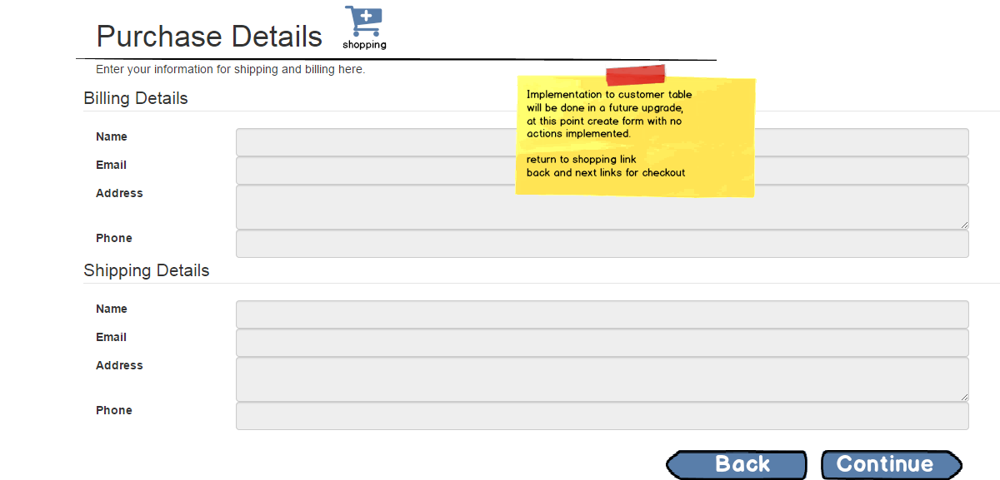 Purchase Details
shopping
Enter your information for shipping and billing here.
Billing Details
Implementation to customer table
will be done in a future upgrade,
at this point create form with no
actions implemented.
return to shopping link
back and next links for checkout
Name
Email
Address
Phone
Shipping Details
Name
Email
Address
Phone
Back
Continue